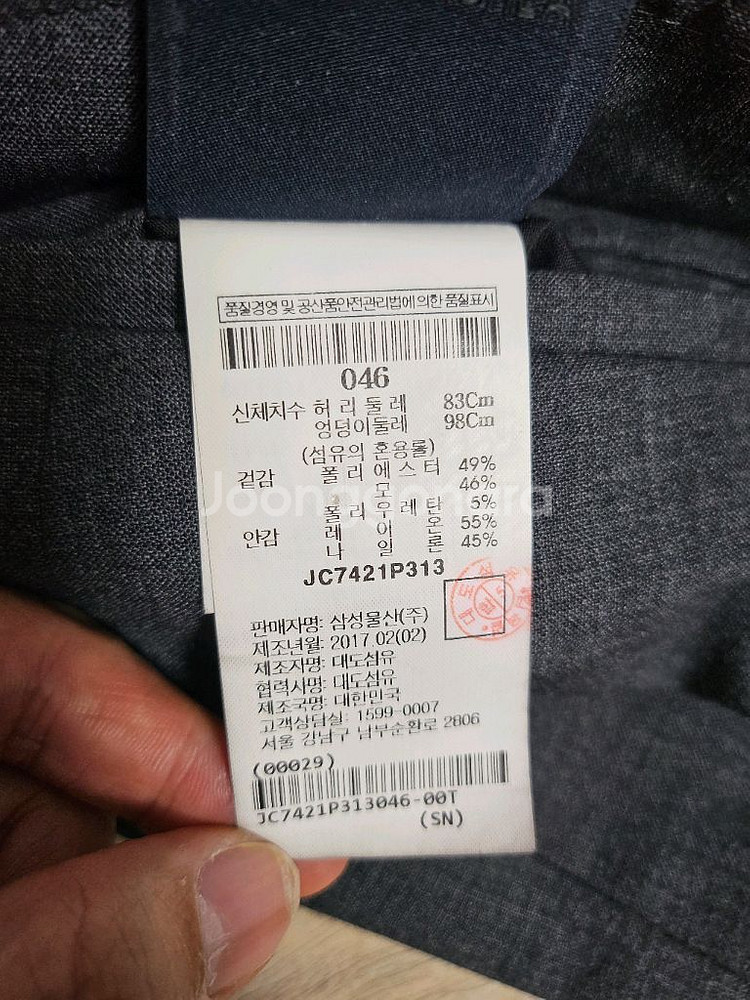 품질경영 및 공산품안전관리법에 의한 품질표시
046
신체치수 허리둘레 83Cm
엉덩이둘레 98Cm
(섬유의 혼용률)
겉감 폴리에스터 49%
모 46%
폴리우레탄 5%
안감 레이온 55%
나일론 45%
JC7421P313
판매자명: 삼성물산(주)
제조년월: 2017.02(02)
제조자명: 대도섬유
협력사명: 대도섬유
제조국명: 대한민국
고객상담실: 1599-0007
서울 강남구 남부순환로 2806
(00029)
JC7421P313046-00T
(SN)
Joonggonara